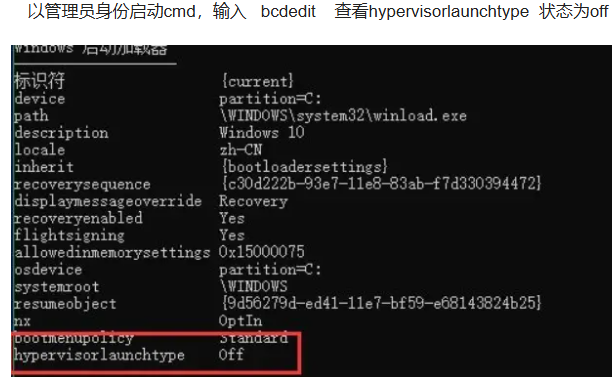 以管理员身份启动cmd，输入 bcdedit 查看hypervisorlaunchtype 状态为off
windows 启动加载器
标识符 {current}
device partition=C:
path \WINDOWS\system32\winload.exe
description Windows 10
locale zh-CN
inherit {bootloadersettings}
recoverysequence {c30d222b-93e7-11e8-83ab-f7d330394472}
displaymessageoverride Recovery
recoveryenabled Yes
flightsigning Yes
allowedinmemorysettings 0x15000075
osdevice partition=C:
systemroot \WINDOWS
resumeobject {9d56279d-ed41-11e7-bf59-e68143824b25}
nx OptIn
bootmenupolicy Standard
hypervisorlaunchtype Off